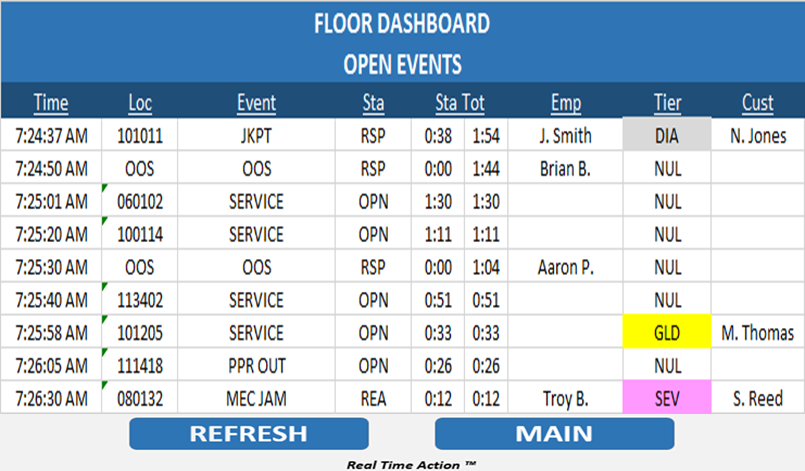 FLOOR DASHBOARD
OPEN EVENTS
Time Loc Event Sta Sta Tot Emp Tier Cust
7:24:37 AM 101011 JKPT RSP 0:38 1:54 J. Smith DIA N. Jones
7:24:50 AM OOS OOS RSP 0:00 1:44 Brian B. NUL
7:25:01 AM 060102 SERVICE OPN 1:30 1:30 NUL
7:25:20 AM 100114 SERVICE OPN 1:11 1:11 NUL
7:25:30 AM OOS OOS RSP 0:00 1:04 Aaron P. NUL
7:25:40 AM 113402 SERVICE OPN 0:51 0:51 NUL
7:25:58 AM 101205 SERVICE OPN 0:33 0:33 GLD M. Thomas
7:26:05 AM 111418 PPR OUT OPN 0:26 0:26 NUL
7:26:30 AM 080132 MEC JAM REA 0:12 0:12 Troy B. SEV S. Reed
REFRESH MAIN
Real Time Action ™